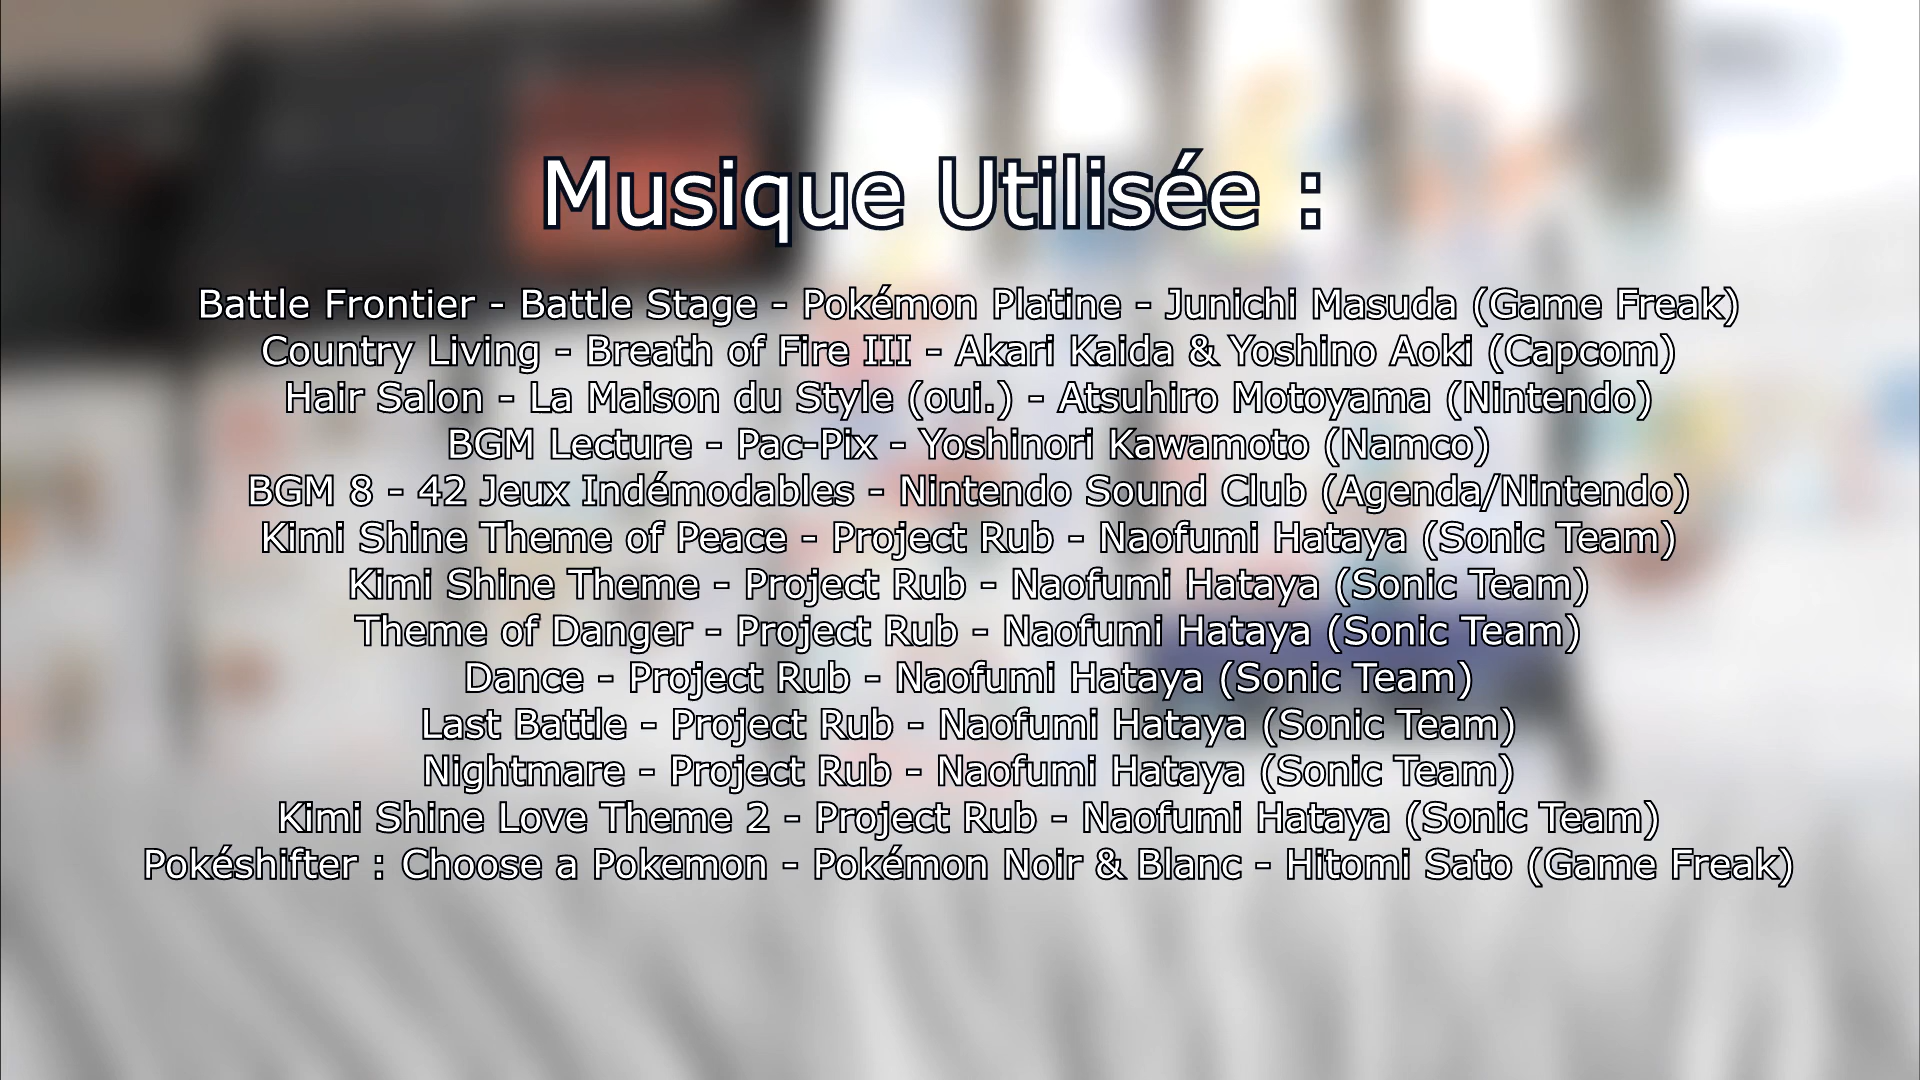 Musique Utilisée :
Battle Frontier - Battle Stage - Pokémon Platine - Junichi Masuda (Game Freak)
Country Living - Breath of Fire III - Akari Kaida & Yoshino Aoki (Capcom)
Hair Salon - La Maison du Style (oui.) - Atsuhiro Motoyama (Nintendo)
BGM Lecture - Pac-Pix - Yoshinori Kawamoto (Namco)
BGM 8 - 42 Jeux Indémodables - Nintendo Sound Club (Agenda/Nintendo)
Kimi Shine Theme of Peace - Project Rub - Naofumi Hataya (Sonic Team)
Kimi Shine Theme - Project Rub - Naofumi Hataya (Sonic Team)
Theme of Danger - Project Rub - Naofumi Hataya (Sonic Team)
Dance - Project Rub - Naofumi Hataya (Sonic Team)
Last Battle - Project Rub - Naofumi Hataya (Sonic Team)
Nightmare - Project Rub - Naofumi Hataya (Sonic Team)
Kimi Shine Love Theme 2 - Project Rub - Naofumi Hataya (Sonic Team)
Pokéshifter : Choose a Pokemon - Pokémon Noir & Blanc - Hitomi Sato (Game Freak)